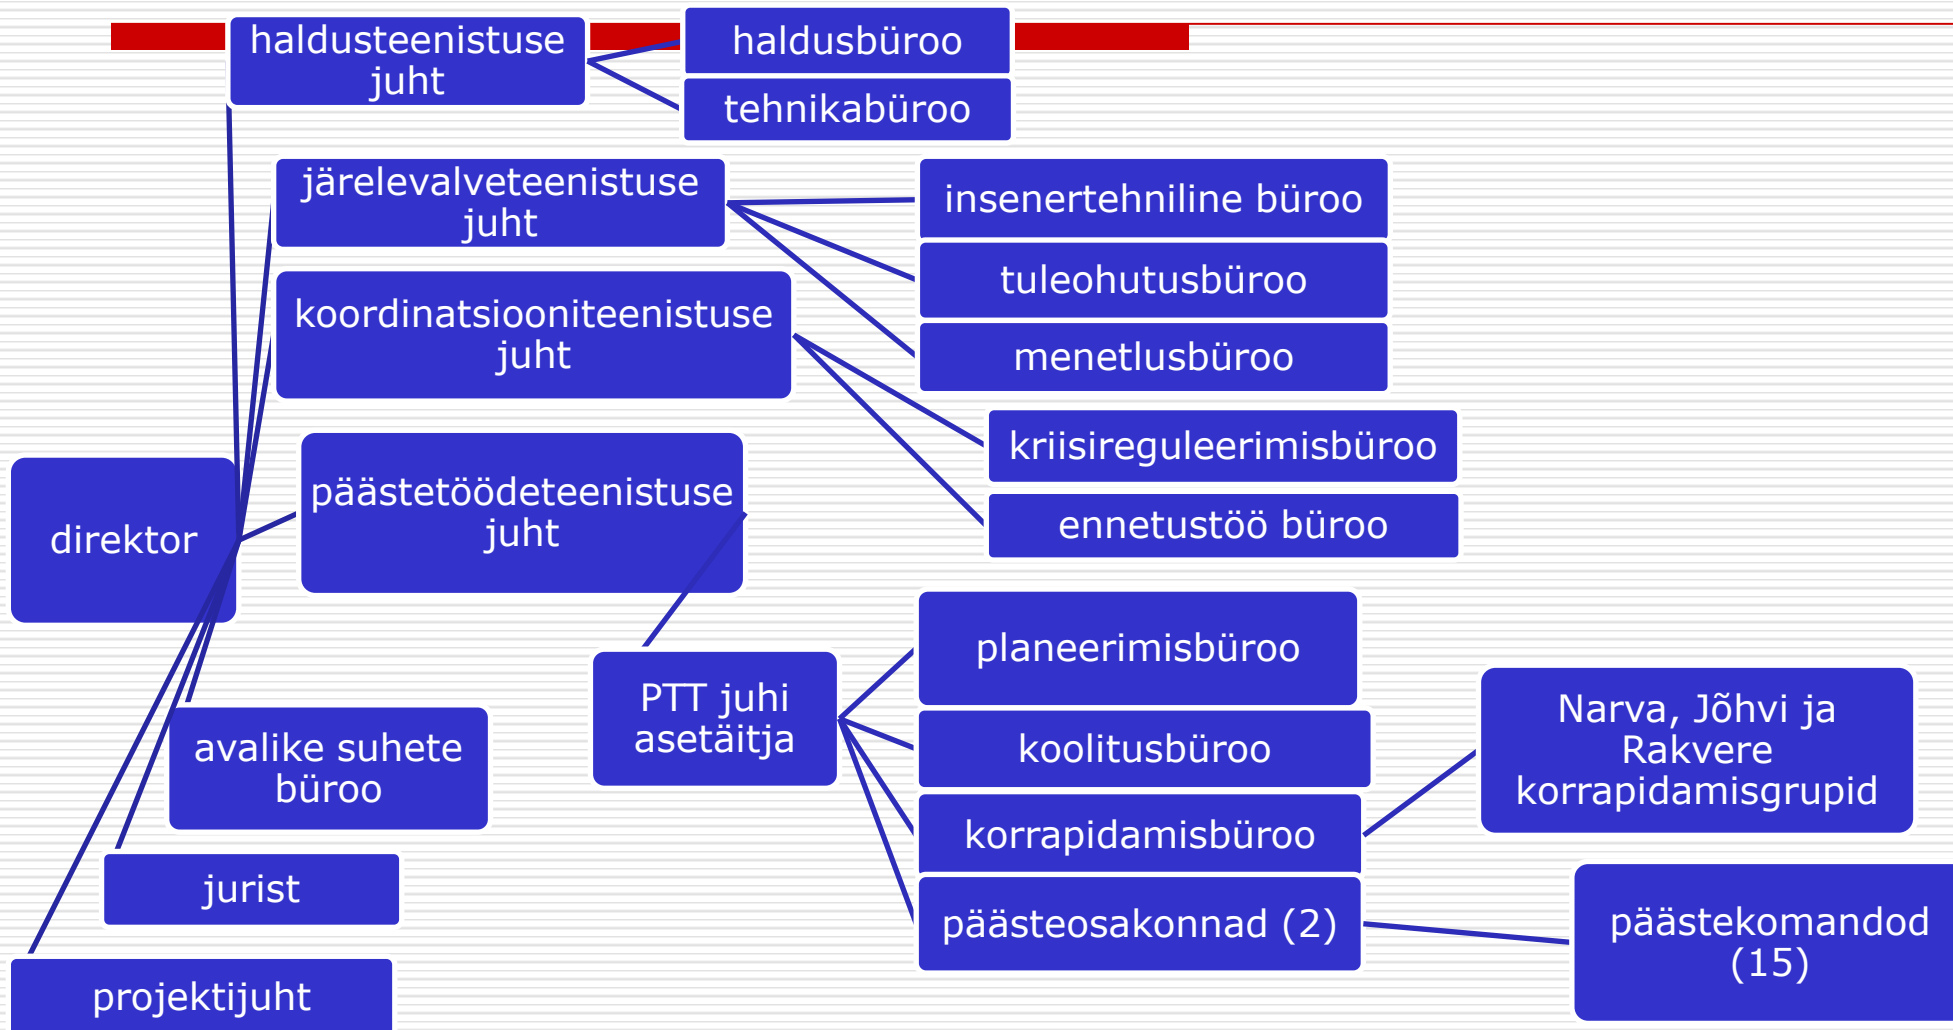 haldusteenistuse
juht
haldusbüroo
tehnikabüroo
järelevalveteenistuse
juht
insenertehniline büroo
tuleohutusbüroo
menetlusbüroo
koordinatsiooniteenistuse
juht
kriisireguleerimisbüroo
ennetustöö büroo
direktor
päästetöödeteenistuse
juht
PTT juhi
asetäitja
planeerimisbüroo
koolitusbüroo
korrapidamisbüroo
päästeosakonnad (2)
Narva, Jõhvi ja
Rakvere
korrapidamisgrupid
päästekomandod
(15)
avalike suhete
büroo
jurist
projektijuht